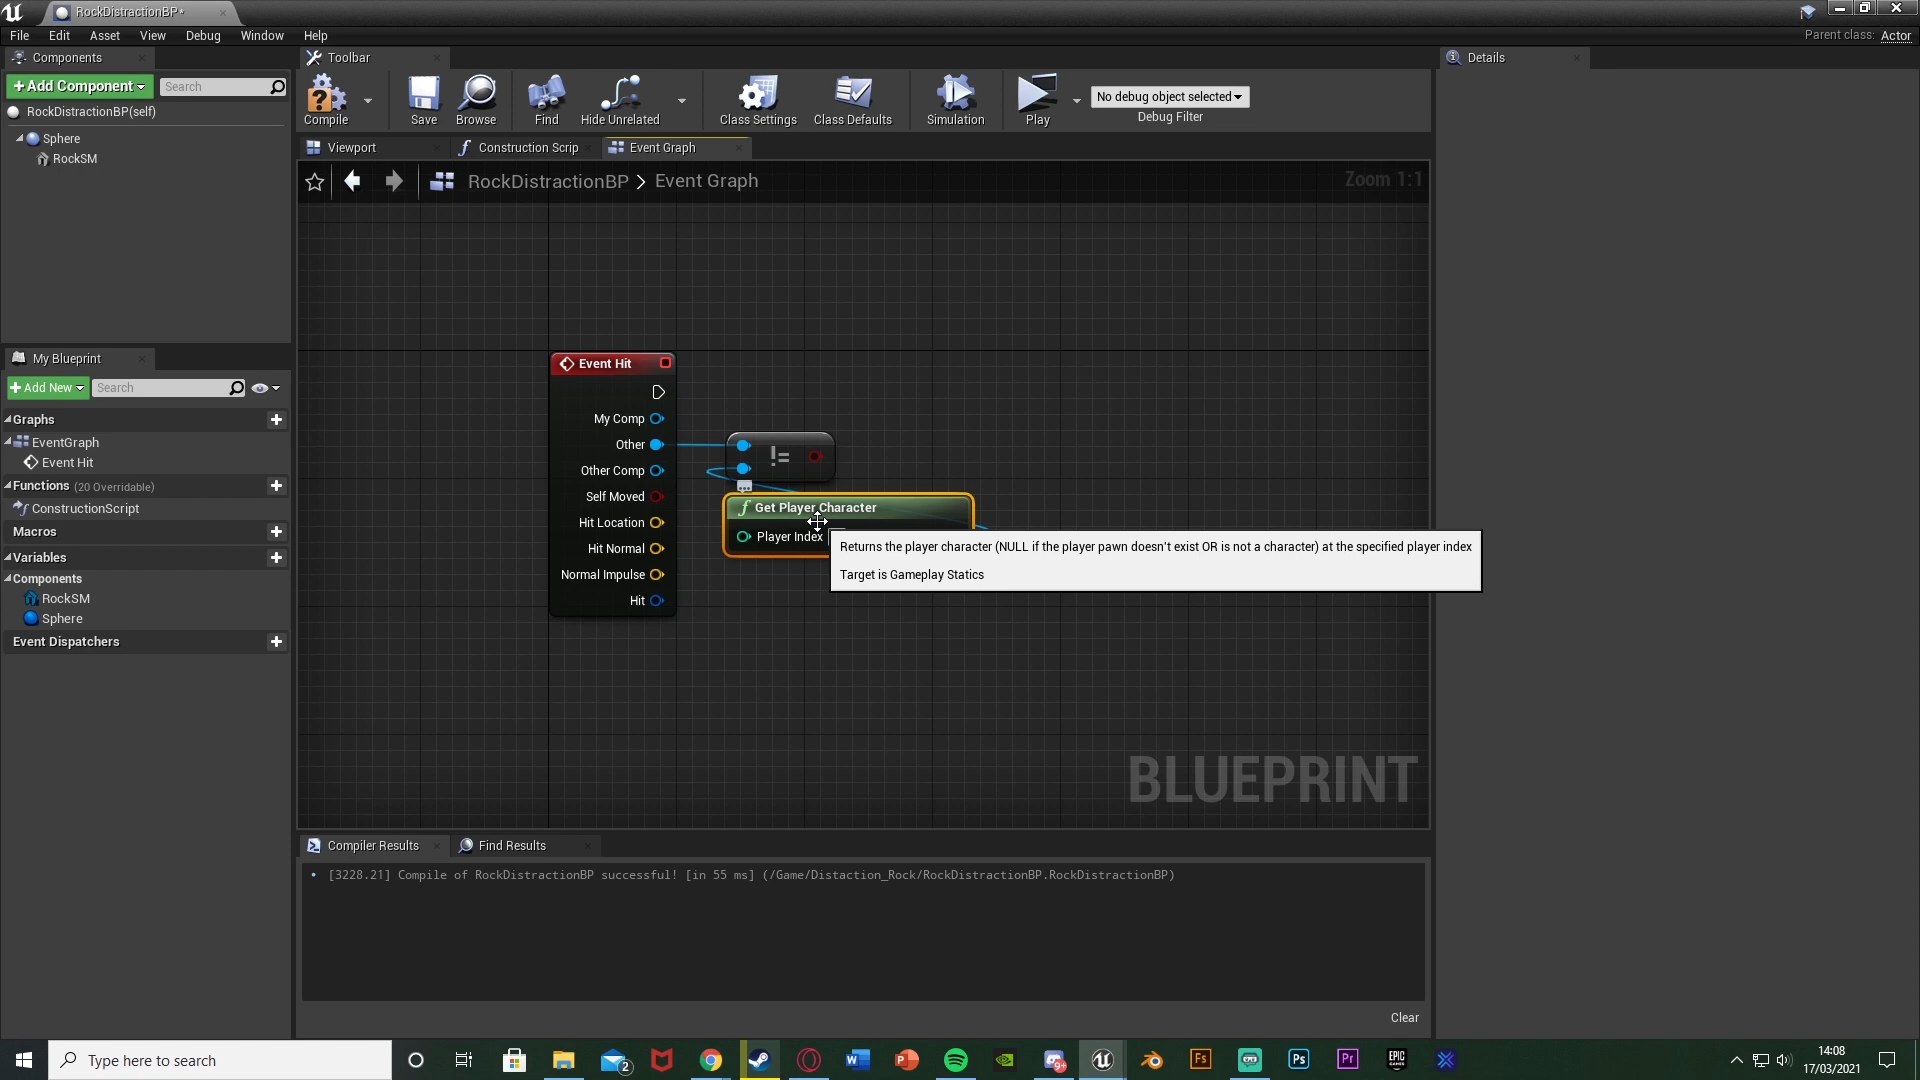 RockDistractionBP*
File Edit Asset View Debug Window Help
Parent class: Actor
Components
Toolbar
Details
+ Add Component
Search
Compile
Save
Browse
Find
Hide Unrelated
Class Settings
Class Defaults
Simulation
Play
No debug object selected
Debug Filter
RockDistractionBP(self)
Sphere
RockSM
Viewport
Construction Scrip
Event Graph
RockDistractionBP > Event Graph
Zoom 1:1
My Blueprint
+ Add New
Search
Graphs
EventGraph
Event Hit
Functions (20 Overridable)
ConstructionScript
Macros
Variables
Components
RockSM
Sphere
Event Dispatchers
Event Hit
My Comp
Other
Other Comp
Self Moved
Hit Location
Hit Normal
Normal Impulse
Hit
!=
Get Player Character
Player Index
Returns the player character (NULL if the player pawn doesn't exist OR is not a character) at the specified player index
Target is Gameplay Statics
BLUEPRINT
Compiler Results
Find Results
• [3228.21] Compile of RockDistractionBP successful! [in 55 ms] (/Game/Distaction_Rock/RockDistractionBP.RockDistractionBP)
Clear
Type here to search
14:08
17/03/2021